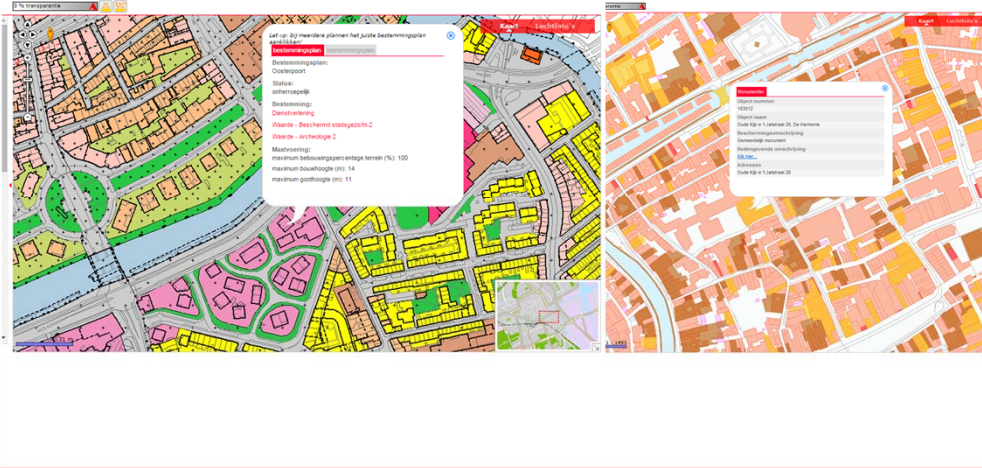 0 % transparantie
Kaart Luchtfoto's
Let op: bij meerdere plannen het juiste bestemmingsplan
aanklikken!
bestemmingsplan bestemmingsplan
Bestemmingsplan:
Oosterpoort
Status:
onherroepelijk
Bestemming:
Dienstverlening
Waarde - Beschermd stadsgezicht-2
Waarde - Archeologie 2
Maatvoering:
maximum bebouwingspercentage terrein (%): 100
maximum bouwhoogte (m): 14
maximum goothoogte (m): 11
Kaart Luchtfoto's
Monumenten
Object nummer
Object naam
Oude Kijk in 't Jatstraat 26, De Harmonie
Beschermingsomschrijving
Gemeentelijk monument
Redengevende omschrijving
Klik hier...
Adressen
Oude Kijk in 't Jatstraat 26